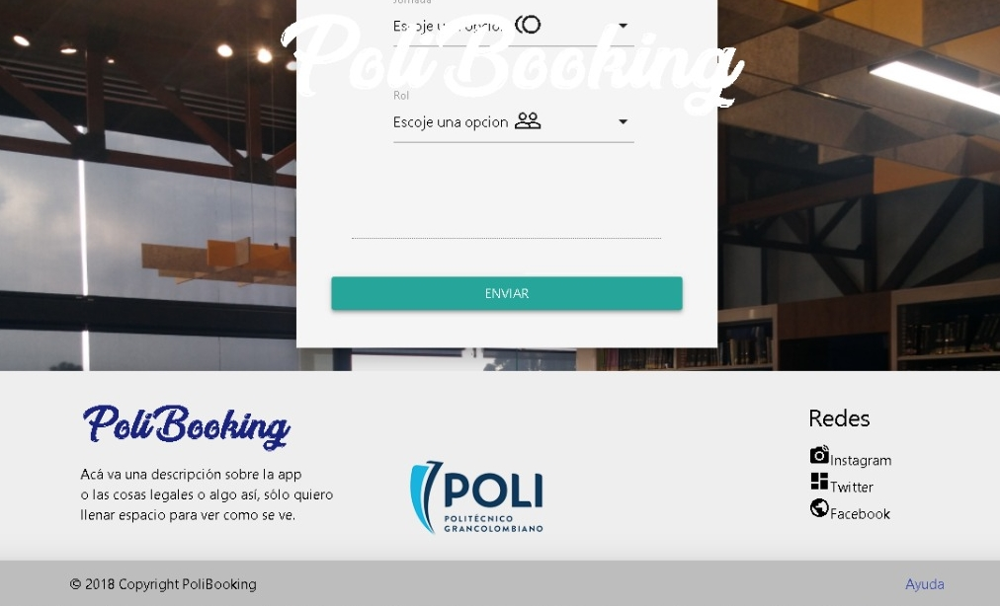 Jornada
Escoje una opcion
PoliBooking
Rol
Escoje una opcion
ENVIAR
PoliBooking
Acá va una descripción sobre la app
o las cosas legales o algo así, sólo quiero
llenar espacio para ver como se ve.
POLI
POLITÉCNICO
GRANCOLOMBIANO
Redes
Instagram
Twitter
Facebook
© 2018 Copyright PoliBooking
Ayuda